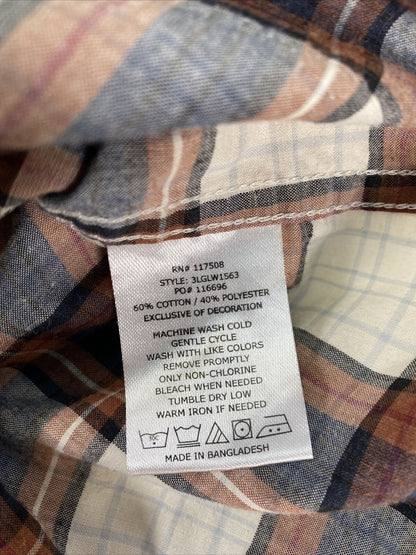 RN# 117508
STYLE: 3LGLW1563
PO# 116696
60% COTTON / 40% POLYESTER
EXCLUSIVE OF DECORATION
MACHINE WASH COLD
GENTLE CYCLE
WASH WITH LIKE COLORS
REMOVE PROMPTLY
ONLY NON-CHLORINE
BLEACH WHEN NEEDED
TUMBLE DRY LOW
WARM IRON IF NEEDED
MADE IN BANGLADESH